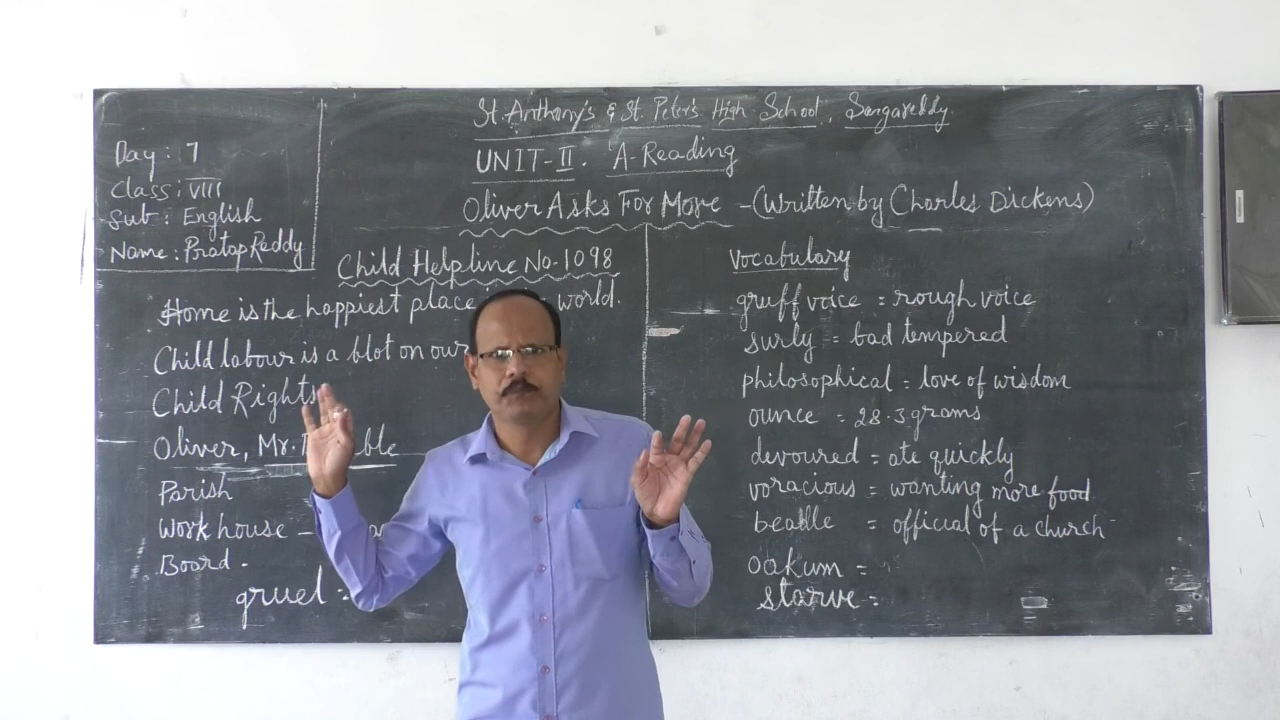 St. Anthony's & St. Peter's High School, Sangareddy.
UNIT-II. A-Reading
Oliver Asks For More - (Written by Charles Dickens)
Day : 7
Class : VIII
Sub : English
Name : Pratap Reddy
Child Helpline No. 1098
Home is the happiest place world.
Child labour is a blot on our
Child Rights
Oliver, Mr. ble
Parish
Work house -
Board.
gruel :
Vocabulary
gruff voice = rough voice
surly = bad tempered
philosophical = love of wisdom
ounce = 28.3 grams
devoured = ate quickly
voracious = wanting more food
beadle = official of a church
oakum =
starve =